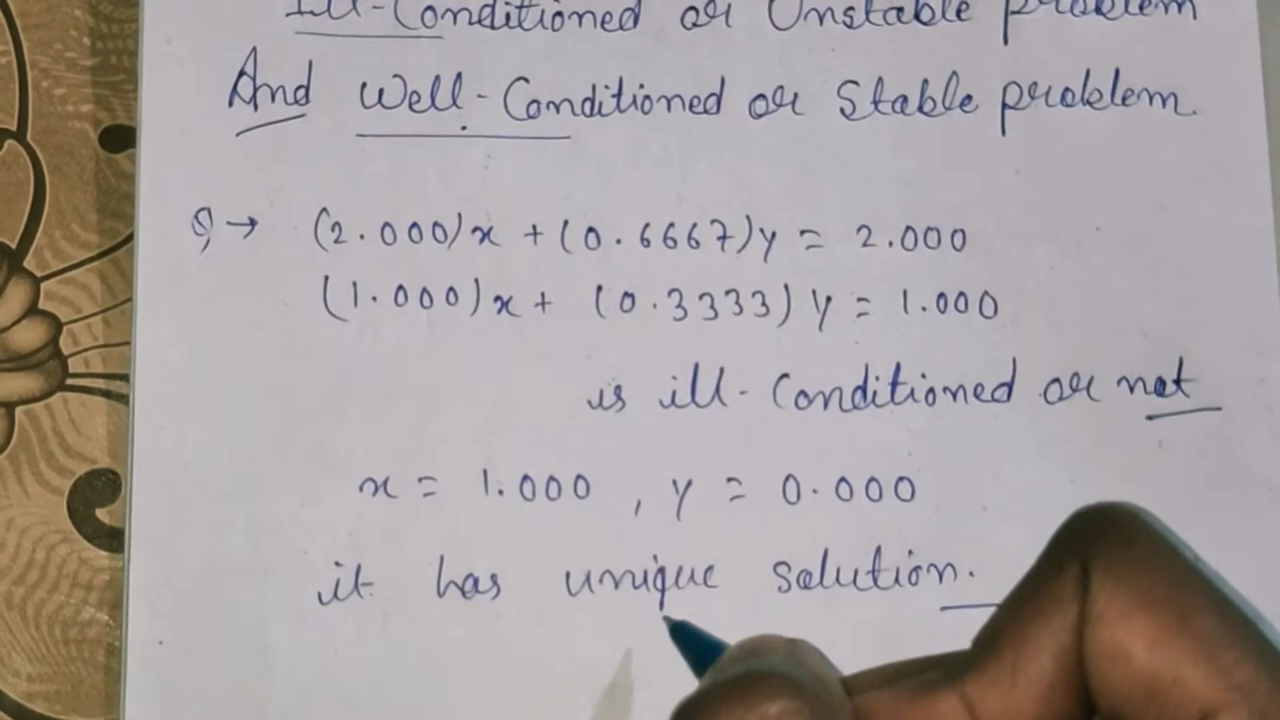 Ill-Conditioned or Unstable problem
And Well-Conditioned or Stable problem.
Q→ (2.000)x + (0.6667)y = 2.000
(1.000)x + (0.3333)y = 1.000
is ill-Conditioned or not
x = 1.000 , y = 0.000
it has unique solution.